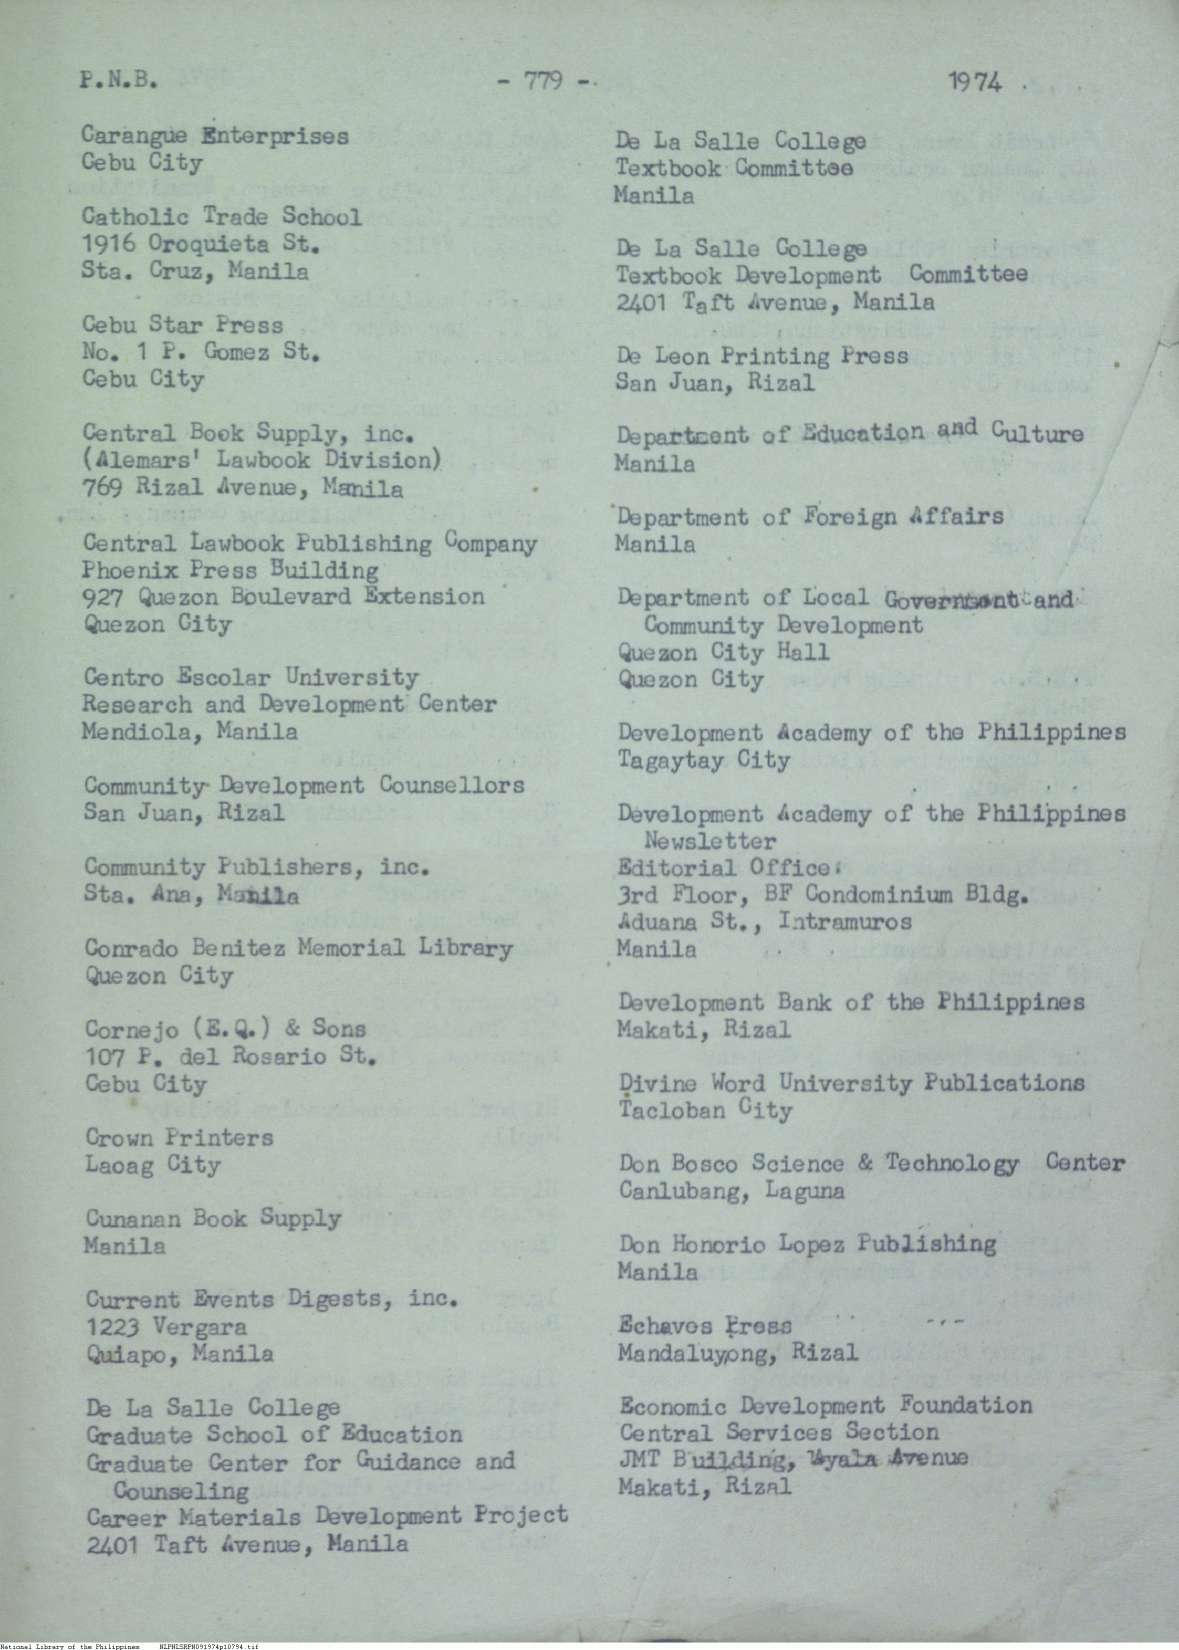 P.N.B. - 779 - 1974
Carangue Enterprises
Cebu City
Catholic Trade School
1916 Oroquieta St.
Sta. Cruz, Manila
Cebu Star Press
No. 1 P. Gomez St.
Cebu City
Central Book Supply, inc.
(Alemars' Lawbook Division)
769 Rizal Avenue, Manila
Central Lawbook Publishing Company
Phoenix Press Building
927 Quezon Boulevard Extension
Quezon City
Centro Escolar University
Research and Development Center
Mendiola, Manila
Community Development Counsellors
San Juan, Rizal
Community Publishers, inc.
Sta. Ana, Manila
Conrado Benitez Memorial Library
Quezon City
Cornejo (E.Q.) & Sons
107 P. del Rosario St.
Cebu City
Crown Printers
Laoag City
Cunanan Book Supply
Manila
Current Events Digests, inc.
1223 Vergara
Quiapo, Manila
De La Salle College
Graduate School of Education
Graduate Center for Guidance and
Counseling
Career Materials Development Project
2401 Taft Avenue, Manila
De La Salle College
Textbook Committee
Manila
De La Salle College
Textbook Development Committee
2401 Taft Avenue, Manila
De Leon Printing Press
San Juan, Rizal
Department of Education and Culture
Manila
Department of Foreign Affairs
Manila
Department of Local Government and
Community Development
Quezon City Hall
Quezon City
Development Academy of the Philippines
Tagaytay City
Development Academy of the Philippines
Newsletter
Editorial Office:
3rd Floor, BF Condominium Bldg.
Aduana St., Intramuros
Manila
Development Bank of the Philippines
Makati, Rizal
Divine Word University Publications
Tacloban City
Don Bosco Science & Technology Center
Canlubang, Laguna
Don Honorio Lopez Publishing
Manila
Echaves Press
Mandaluyong, Rizal
Economic Development Foundation
Central Services Section
JMT Building, Ayala Avenue
Makati, Rizal
National Library of the Philippines NLPNLSRPN091974p10794.tif